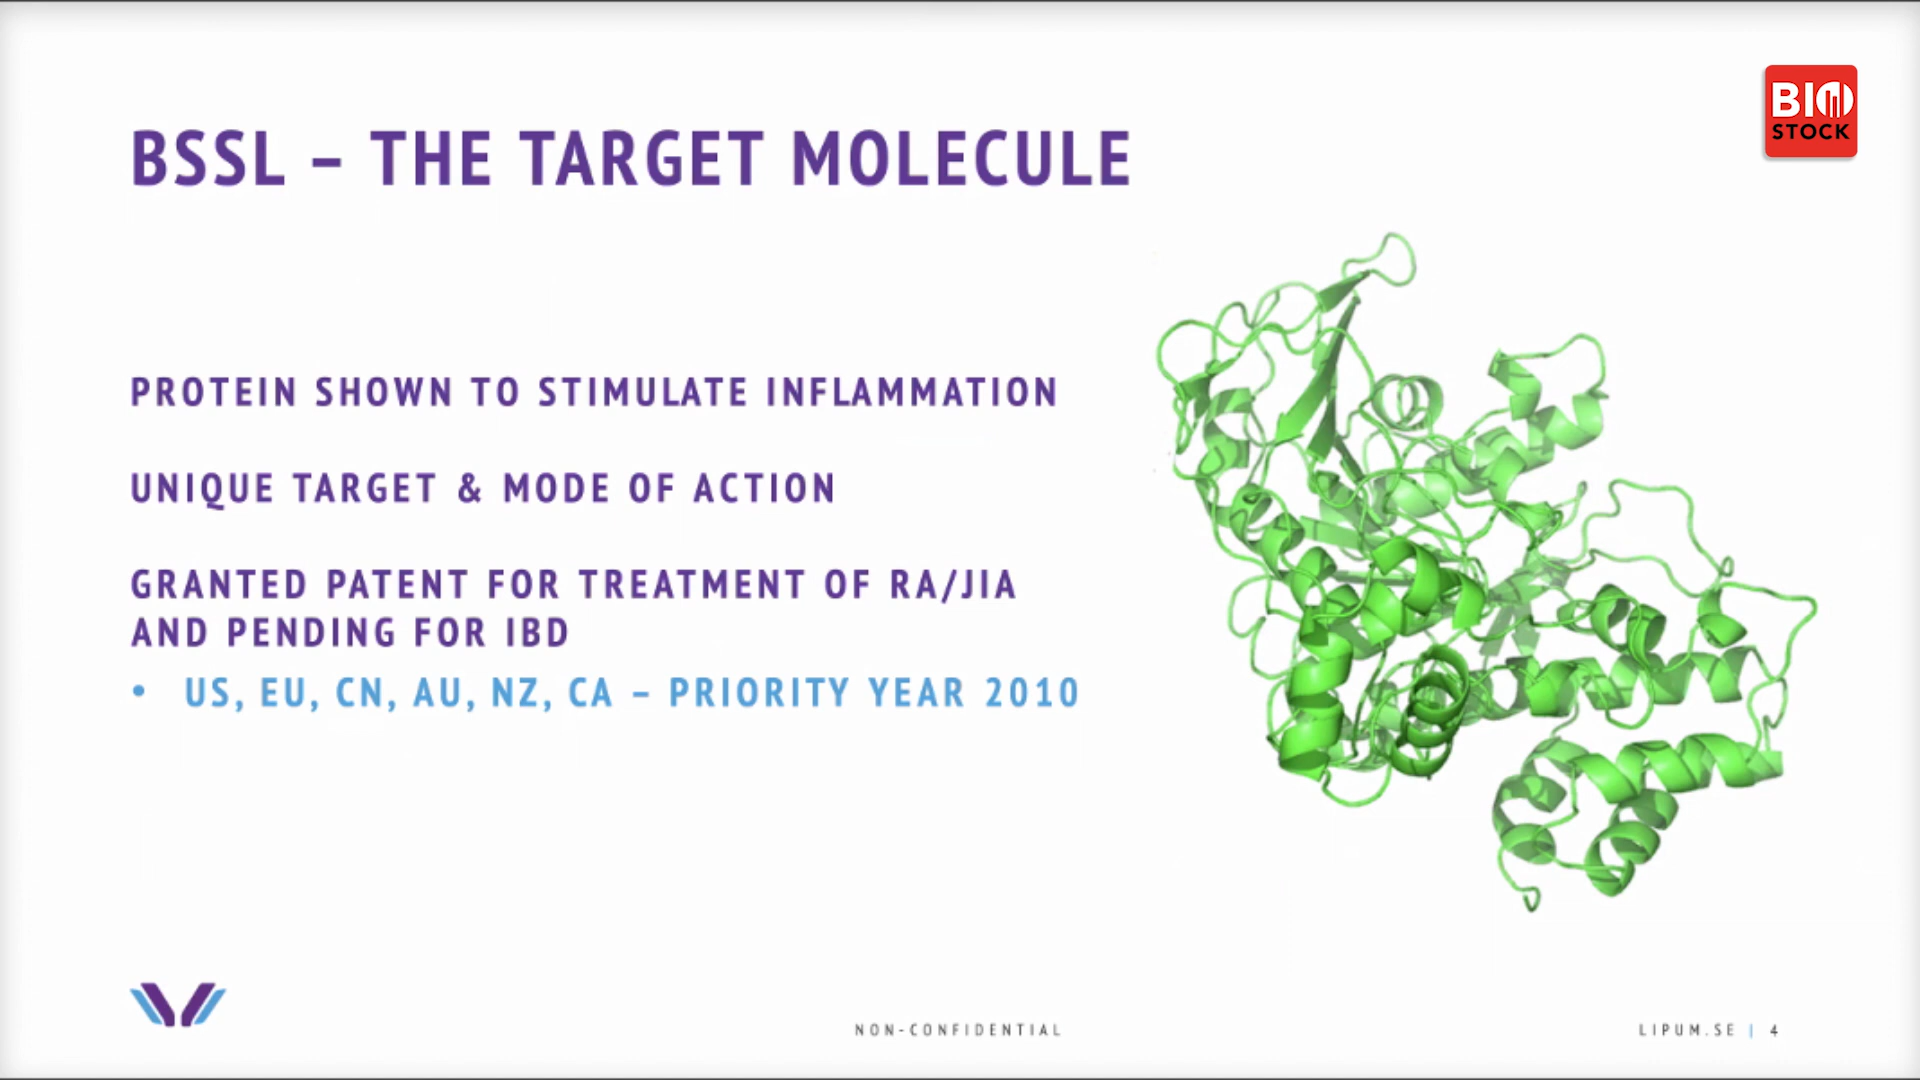 BIO
STOCK
BSSL – THE TARGET MOLECULE
PROTEIN SHOWN TO STIMULATE INFLAMMATION
UNIQUE TARGET & MODE OF ACTION
GRANTED PATENT FOR TREATMENT OF RA/JIA
AND PENDING FOR IBD
• US, EU, CN, AU, NZ, CA – PRIORITY YEAR 2010
NON-CONFIDENTIAL
LIPUM.SE | 4